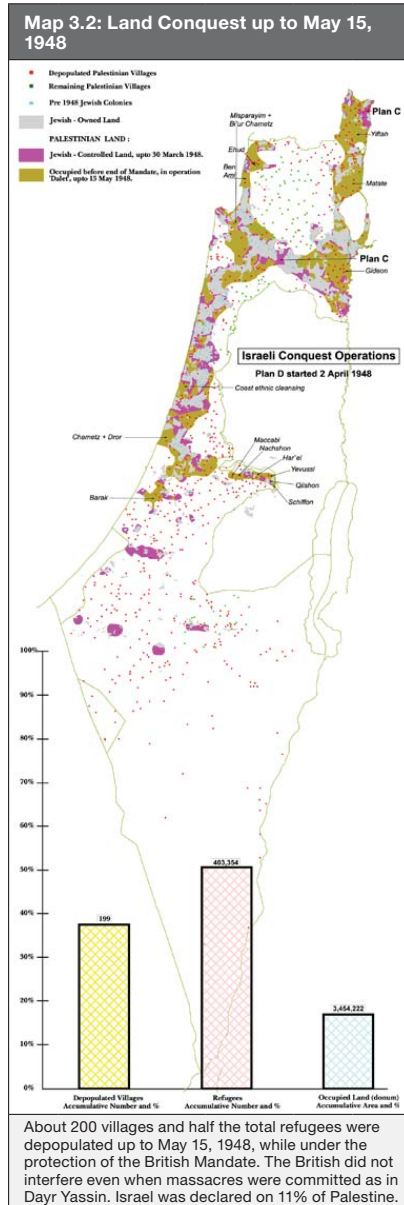 Map 3.2: Land Conquest up to May 15,
1948
Depopulated Palestinian Villages
Remaining Palestinian Villages
Pre 1948 Jewish Colonies
Jewish - Owned Land
PALESTINIAN LAND :
Jewish - Controlled Land, upto 30 March 1948.
Occupied before end of Mandate, in operation
'Dalet', upto 15 May 1948.
Misparayim +
Bi'ur Chametz
Ehud
Ben
Ami
Plan C
Yiftah
Matate
Plan C
Gideon
Israeli Conquest Operations
Plan D started 2 April 1948
Coast ethnic cleansing
Chametz + Dror
Maccabi
Nachshon
Har'el
Yevussi
Qilshon
Schiffon
Barak
100%
90%
80%
70%
60%
50%
40%
30%
20%
10%
0%
199
403,354
3,454,222
Depopulated Villages
Accumulative Number and %
Refugees
Accumulative Number and %
Occupied Land (donum)
Accumulative Area and %
About 200 villages and half the total refugees were
depopulated up to May 15, 1948, while under the
protection of the British Mandate. The British did not
interfere even when massacres were committed as in
Dayr Yassin. Israel was declared on 11% of Palestine.